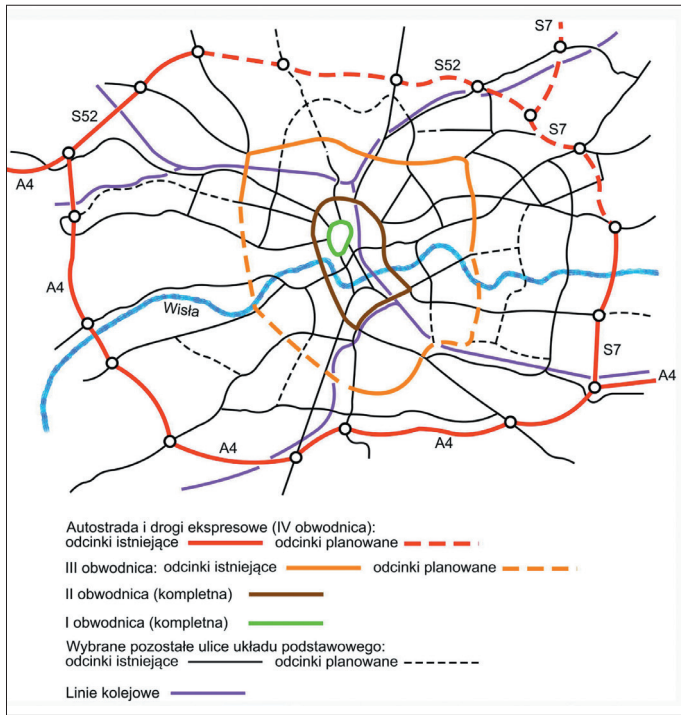 S7
S52
S7
S52
S7
A4
A4
Wisła
S7
A4
A4
A4
Autostrada i drogi ekspresowe (IV obwodnica):
odcinki istniejące odcinki planowane
III obwodnica: odcinki istniejące odcinki planowane
II obwodnica (kompletna)
I obwodnica (kompletna)
Wybrane pozostałe ulice układu podstawowego:
odcinki istniejące odcinki planowane
Linie kolejowe